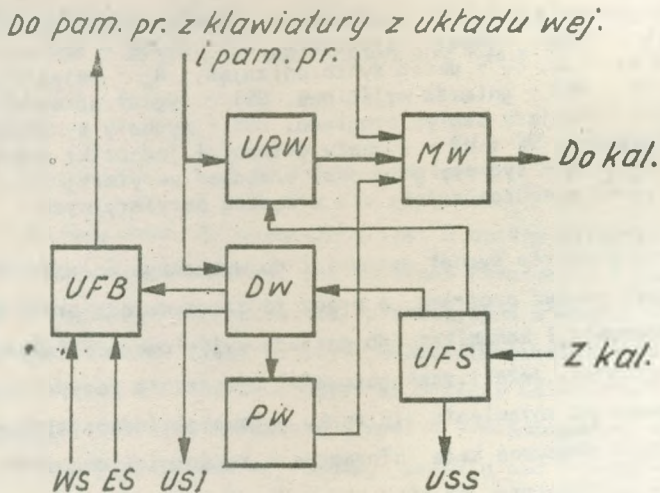 Do pam. pr. z klawiatury z układu wej.
i pam. pr.
URW
MW
Do kal.
UFB
DW
UFS
Z kal.
PW
WS ES US1 USS